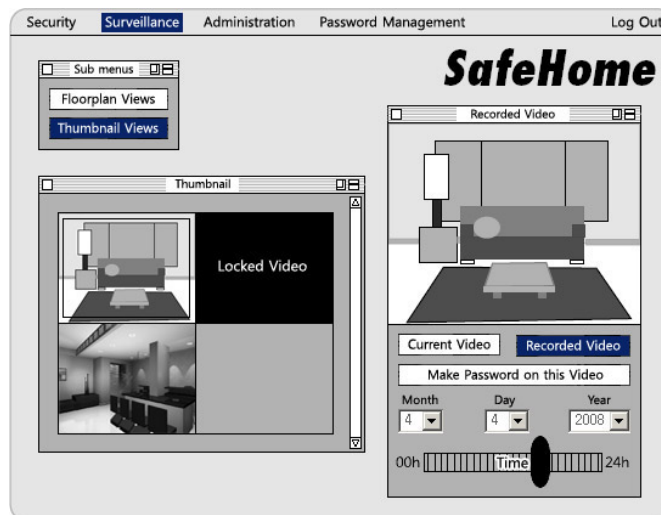 Security Surveillance Administration Password Management Log Out
SafeHome
Sub menus
Floorplan Views
Thumbnail Views
Recorded Video
Thumbnail
Locked Video
Current Video Recorded Video
Make Password on this Video
Month Day Year
4 4 2008
00h Time 24h